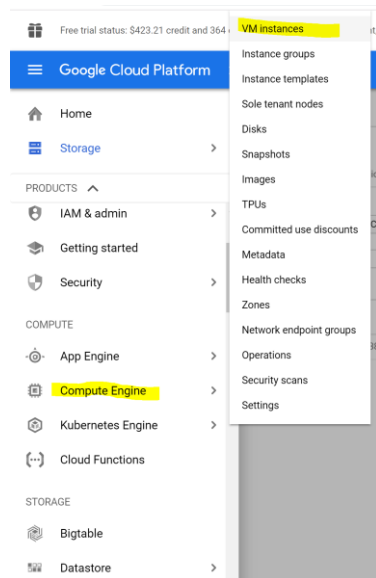 Free trial status: $423.21 credit and 364
Google Cloud Platform
Home
Storage
PRODUCTS
IAM & admin
Getting started
Security
COMPUTE
App Engine
Compute Engine
Kubernetes Engine
Cloud Functions
STORAGE
Bigtable
Datastore
VM instances
Instance groups
Instance templates
Sole tenant nodes
Disks
Snapshots
Images
TPUs
Committed use discounts
Metadata
Health checks
Zones
Network endpoint groups
Operations
Security scans
Settings